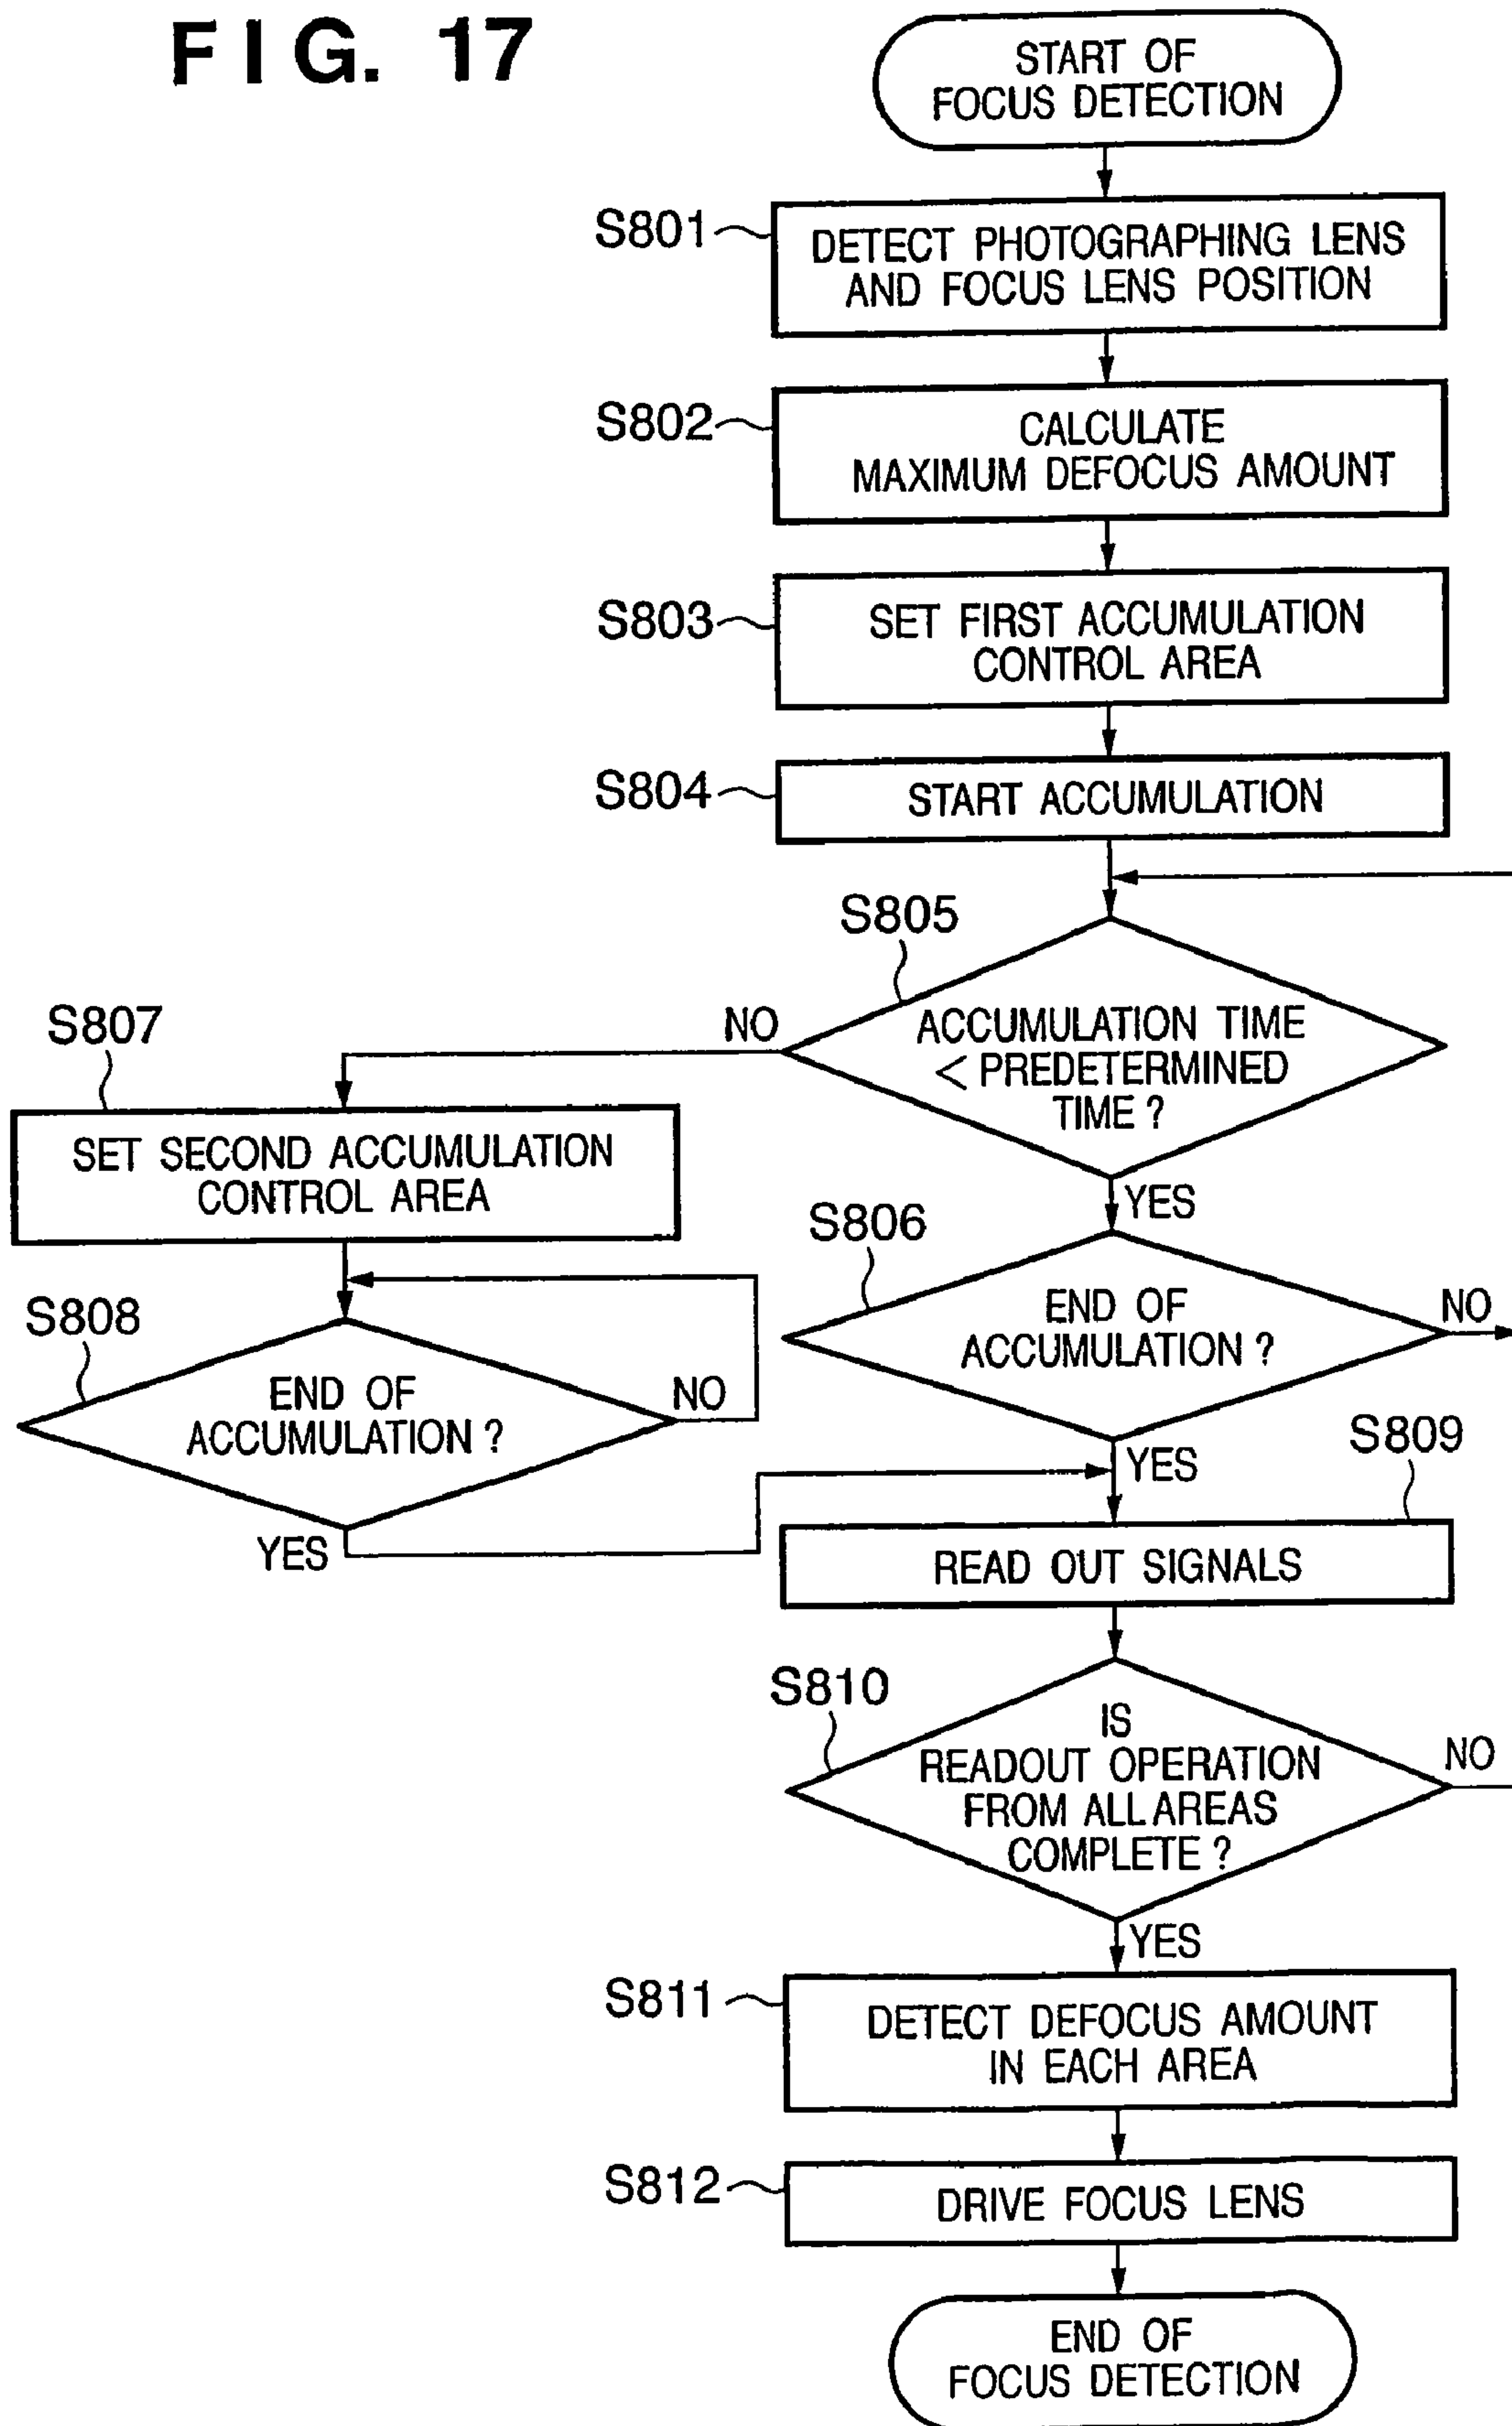 FIG. 17
START OF
FOCUS DETECTION
S801
DETECT PHOTOGRAPHING LENS
AND FOCUS LENS POSITION
S802
CALCULATE
MAXIMUM DEFOCUS AMOUNT
S803
SET FIRST ACCUMULATION
CONTROL AREA
S804
START ACCUMULATION
S805
ACCUMULATION TIME
< PREDETERMINED
TIME ?
NO
YES
S807
SET SECOND ACCUMULATION
CONTROL AREA
S806
END OF
ACCUMULATION ?
NO
YES
S808
END OF
ACCUMULATION ?
NO
YES
S809
READ OUT SIGNALS
S810
IS
READOUT OPERATION
FROM ALL AREAS
COMPLETE ?
NO
YES
S811
DETECT DEFOCUS AMOUNT
IN EACH AREA
S812
DRIVE FOCUS LENS
END OF
FOCUS DETECTION